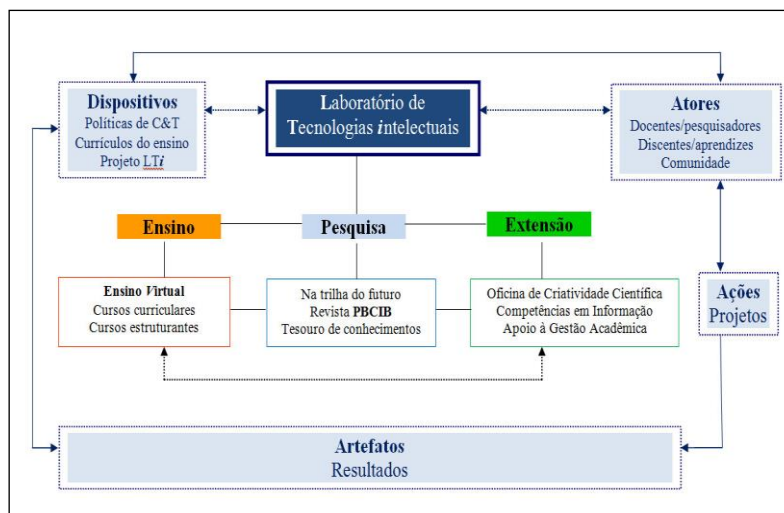 Dispositivos
Políticas de C&T
Currículos do ensino
Projeto LTi
Laboratório de
Tecnologias intelectuais
Atores
Docentes/pesquisadores
Discentes/aprendizes
Comunidade
Ensino
Pesquisa
Extensão
Ensino Virtual
Cursos curriculares
Cursos estruturantes
Na trilha do futuro
Revista PBCIB
Tesouro de conhecimentos
Oficina de Criatividade Científica
Competências em Informação
Apoio à Gestão Acadêmica
Ações
Projetos
Artefatos
Resultados